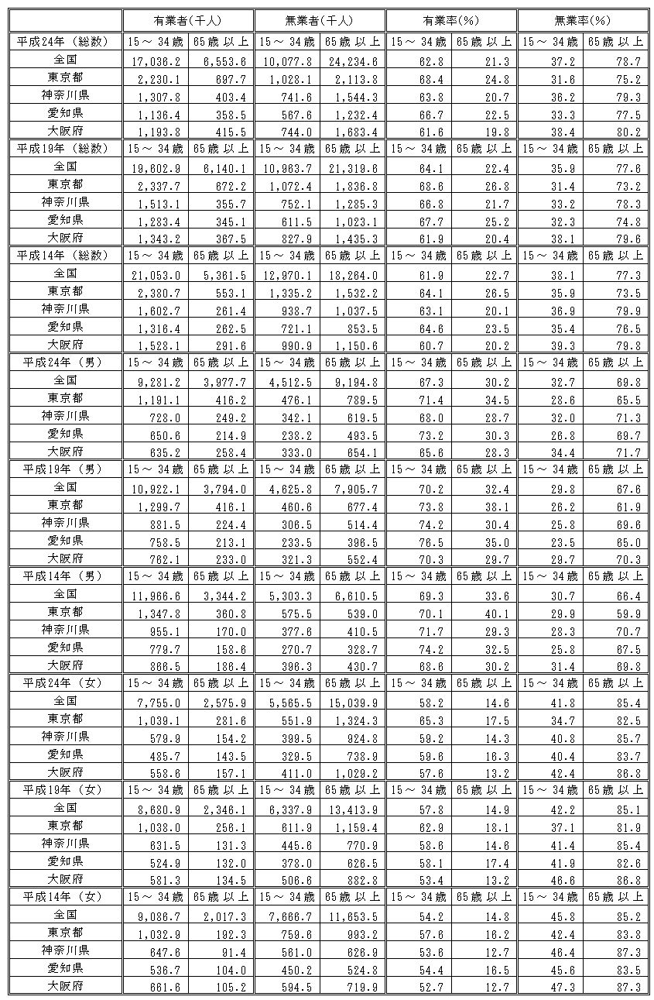 有業者(千人) 無業者(千人) 有業率(%) 無業率(%)
平成24年（総数） 15～34歳 65歳以上 15～34歳 65歳以上 15～34歳 65歳以上 15～34歳 65歳以上
全国 17,036.2 6,553.6 10,077.8 24,234.6 62.8 21.3 37.2 78.7
東京都 2,230.1 697.7 1,028.1 2,113.8 68.4 24.8 31.6 75.2
神奈川県 1,307.8 403.4 741.6 1,544.3 63.8 20.7 36.2 79.3
愛知県 1,136.4 358.5 567.6 1,232.4 66.7 22.5 33.3 77.5
大阪府 1,193.8 415.5 744.0 1,683.4 61.6 19.8 38.4 80.2
平成19年（総数） 15～34歳 65歳以上 15～34歳 65歳以上 15～34歳 65歳以上 15～34歳 65歳以上
全国 19,602.9 6,140.1 10,963.7 21,319.6 64.1 22.4 35.9 77.6
東京都 2,337.7 672.2 1,072.4 1,836.8 68.6 26.8 31.4 73.2
神奈川県 1,513.1 355.7 752.1 1,285.3 66.8 21.7 33.2 78.3
愛知県 1,283.4 345.1 611.5 1,023.1 67.7 25.2 32.3 74.8
大阪府 1,343.2 367.5 827.9 1,435.3 61.9 20.4 38.1 79.6
平成14年（総数） 15～34歳 65歳以上 15～34歳 65歳以上 15～34歳 65歳以上 15～34歳 65歳以上
全国 21,053.0 5,361.5 12,970.1 18,264.0 61.9 22.7 38.1 77.3
東京都 2,380.7 553.1 1,335.2 1,532.2 64.1 26.5 35.9 73.5
神奈川県 1,602.7 261.4 938.7 1,037.5 63.1 20.1 36.9 79.9
愛知県 1,316.4 262.5 721.1 853.5 64.6 23.5 35.4 76.5
大阪府 1,528.1 291.6 990.9 1,150.6 60.7 20.2 39.3 79.8
平成24年（男） 15～34歳 65歳以上 15～34歳 65歳以上 15～34歳 65歳以上 15～34歳 65歳以上
全国 9,281.2 3,977.7 4,512.5 9,194.8 67.3 30.2 32.7 69.8
東京都 1,191.1 416.2 476.1 789.5 71.4 34.5 28.6 65.5
神奈川県 728.0 249.2 342.1 619.5 68.0 28.7 32.0 71.3
愛知県 650.6 214.9 238.2 493.5 73.2 30.3 26.8 69.7
大阪府 635.2 258.4 333.0 654.1 65.6 28.3 34.4 71.7
平成19年（男） 15～34歳 65歳以上 15～34歳 65歳以上 15～34歳 65歳以上 15～34歳 65歳以上
全国 10,922.1 3,794.0 4,625.8 7,905.7 70.2 32.4 29.8 67.6
東京都 1,299.7 416.1 460.6 677.4 73.8 38.1 26.2 61.9
神奈川県 881.5 224.4 306.5 514.4 74.2 30.4 25.8 69.6
愛知県 758.5 213.1 233.5 396.5 76.5 35.0 23.5 65.0
大阪府 762.1 233.0 321.3 552.4 70.3 29.7 29.7 70.3
平成14年（男） 15～34歳 65歳以上 15～34歳 65歳以上 15～34歳 65歳以上 15～34歳 65歳以上
全国 11,966.6 3,344.2 5,303.3 6,610.5 69.3 33.6 30.7 66.4
東京都 1,347.8 360.8 575.5 539.0 70.1 40.1 29.9 59.9
神奈川県 955.1 170.0 377.6 410.5 71.7 29.3 28.3 70.7
愛知県 779.7 158.6 270.7 328.7 74.2 32.5 25.8 67.5
大阪府 866.5 186.4 396.3 430.7 68.6 30.2 31.4 69.8
平成24年（女） 15～34歳 65歳以上 15～34歳 65歳以上 15～34歳 65歳以上 15～34歳 65歳以上
全国 7,755.0 2,575.9 5,565.5 15,039.9 58.2 14.6 41.8 85.4
東京都 1,039.1 281.6 551.9 1,324.3 65.3 17.5 34.7 82.5
神奈川県 579.9 154.2 399.5 924.8 59.2 14.3 40.8 85.7
愛知県 485.7 143.5 329.5 738.9 59.6 16.3 40.4 83.7
大阪府 558.6 157.1 411.0 1,029.2 57.6 13.2 42.4 86.8
平成19年（女） 15～34歳 65歳以上 15～34歳 65歳以上 15～34歳 65歳以上 15～34歳 65歳以上
全国 8,680.9 2,346.1 6,337.9 13,413.9 57.8 14.9 42.2 85.1
東京都 1,038.0 256.1 611.9 1,159.4 62.9 18.1 37.1 81.9
神奈川県 631.5 131.3 445.6 770.9 58.6 14.6 41.4 85.4
愛知県 524.9 132.0 378.0 626.5 58.1 17.4 41.9 82.6
大阪府 581.3 134.5 506.6 882.8 53.4 13.2 46.6 86.8
平成14年（女） 15～34歳 65歳以上 15～34歳 65歳以上 15～34歳 65歳以上 15～34歳 65歳以上
全国 9,086.7 2,017.3 7,666.7 11,653.5 54.2 14.8 45.8 85.2
東京都 1,032.9 192.3 759.6 993.2 57.6 16.2 42.4 83.8
神奈川県 647.6 91.4 561.0 626.9 53.6 12.7 46.4 87.3
愛知県 536.7 104.0 450.2 524.8 54.4 16.5 45.6 83.5
大阪府 661.6 105.2 594.5 719.9 52.7 12.7 47.3 87.3